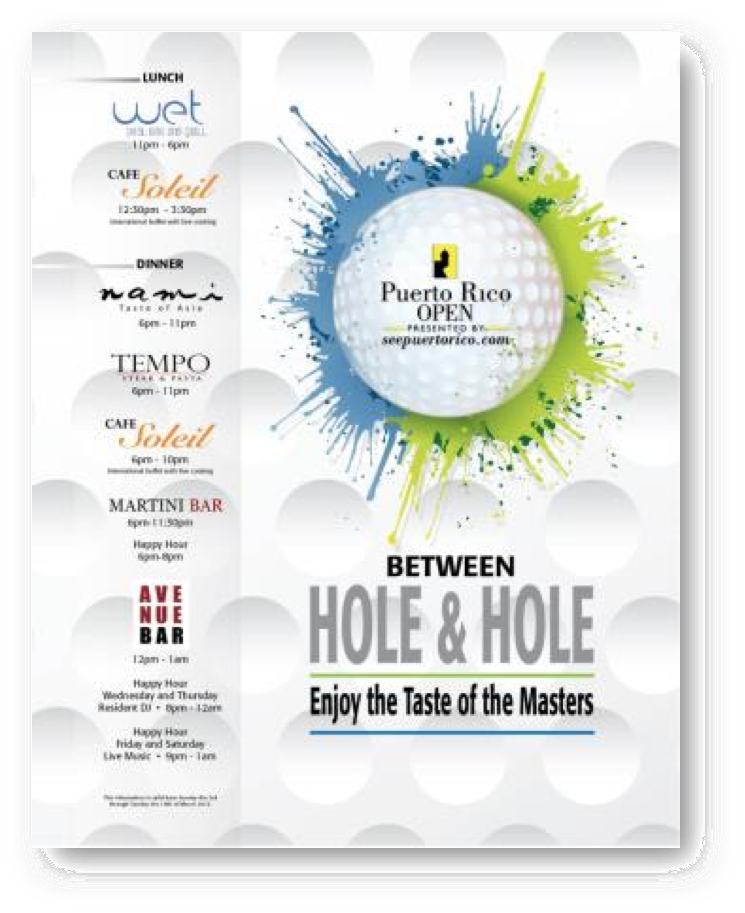 LUNCH
wet
11pm - 6pm
CAFE
Soleil
12:30pm - 3:30pm
International buffet with live cooking
DINNER
nami
Taste of Asia
6pm - 11pm
TEMPO
STEAK & PASTA
6pm - 11pm
CAFE
Soleil
6pm - 10pm
International buffet with live cooking
MARTINI BAR
6pm-11:30pm
Happy Hour
6pm-8pm
AVE
NUE
BAR
12pm - 1am
Happy Hour
Wednesday and Thursday
Resident DJ • 8pm - 12am
Happy Hour
Friday and Saturday
Live Music • 9pm - 1am
Puerto Rico
OPEN
PRESENTED BY
seepuertorico.com
BETWEEN
HOLE & HOLE
Enjoy the Taste of the Masters